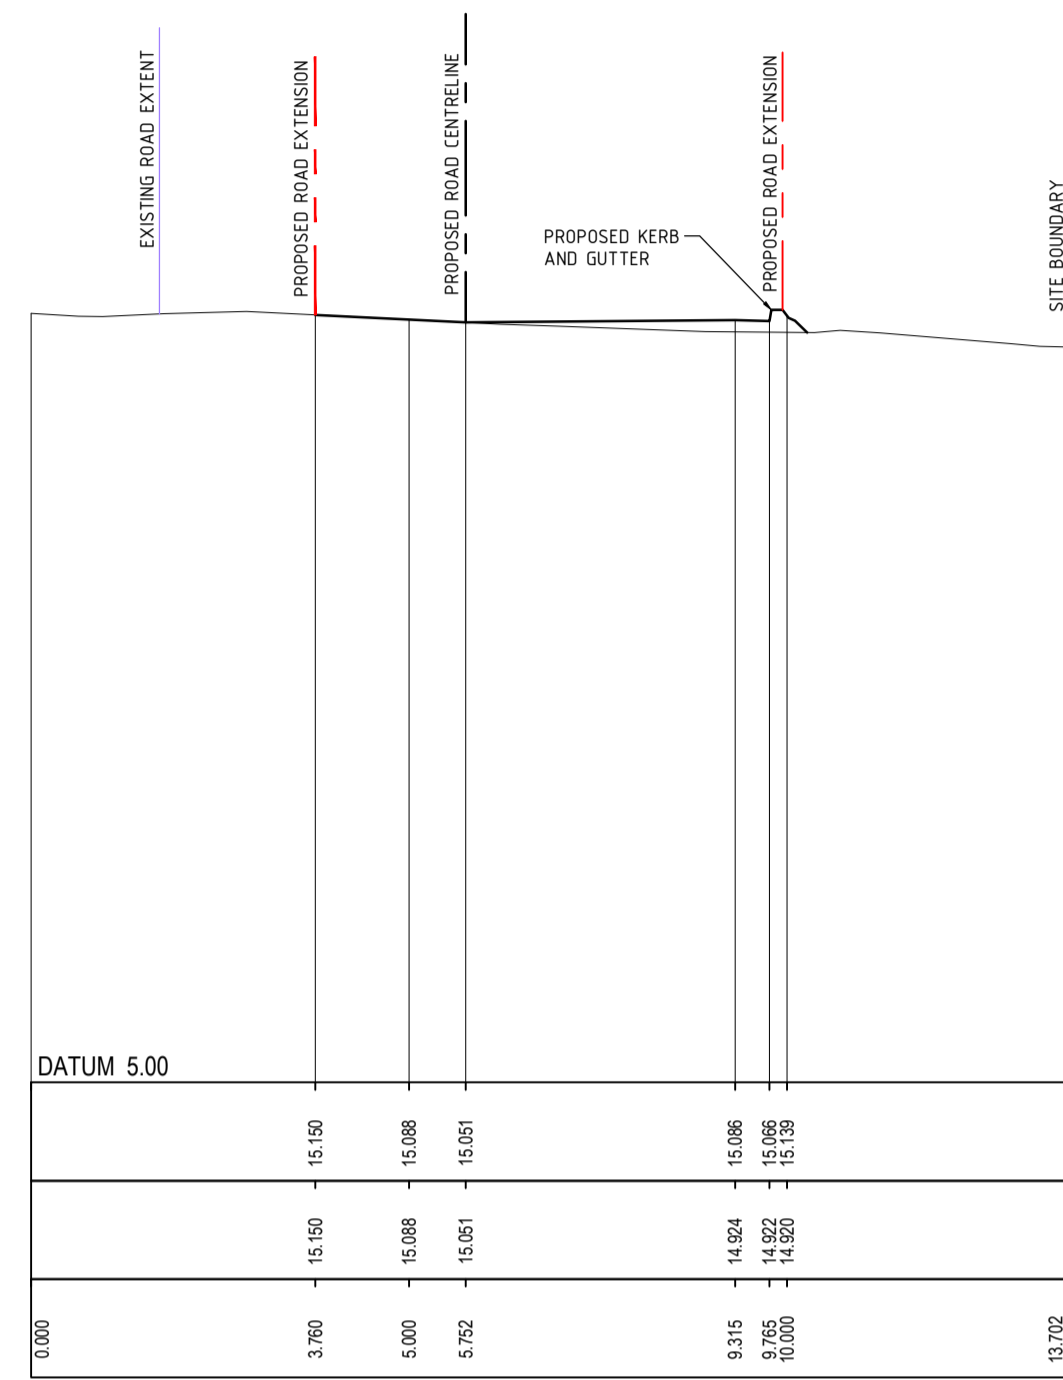 EXISTING ROAD EXTENT
PROPOSED ROAD EXTENSION
PROPOSED ROAD CENTRELINE
PROPOSED KERB
AND GUTTER
PROPOSED ROAD EXTENSION
SITE BOUNDARY
DATUM 5.00
15.150 15.088 15.051 15.086 15.066 15.139
15.150 15.088 15.051 14.924 14.922 14.920
0.000 3.760 5.000 5.752 9.315 9.765 10.000 13.702